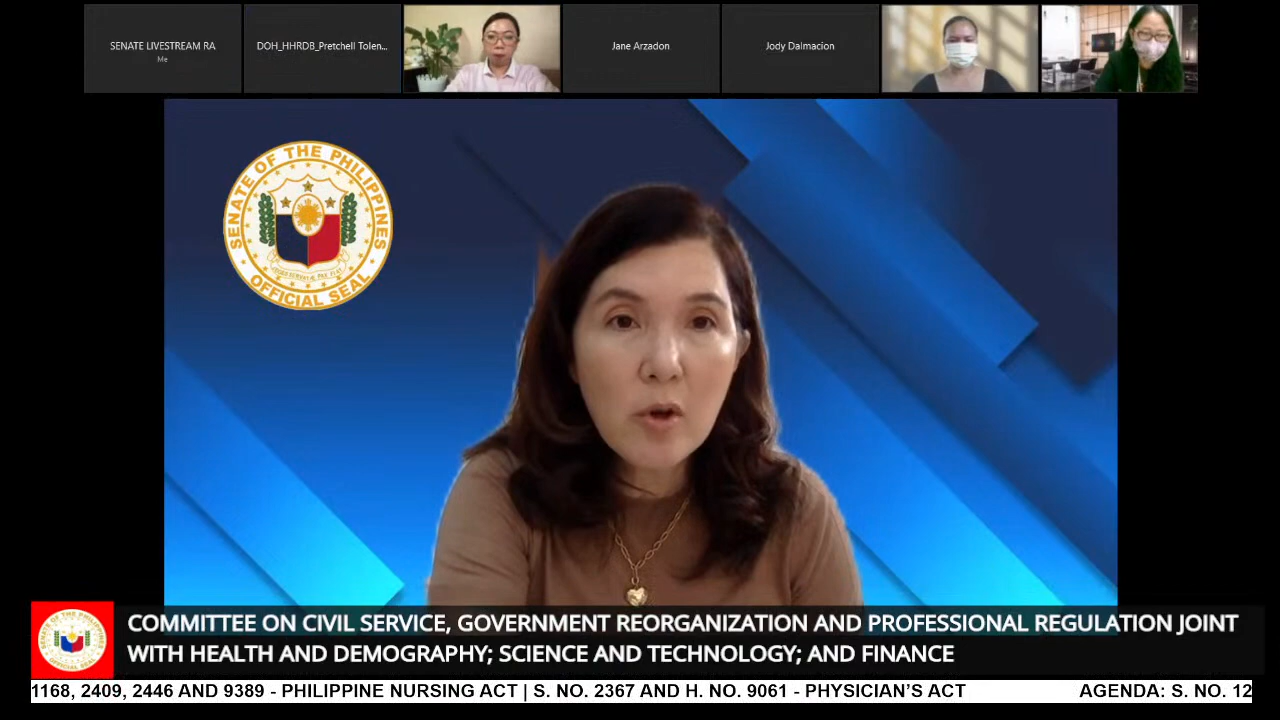 SENATE LIVESTREAM RA
Me
DOH_HHRDB_Pretchell Tolen...
Jane Arzadon
Jody Dalmacion
SENATE OF THE PHILIPPINES
OFFICIAL SEAL
COMMITTEE ON CIVIL SERVICE, GOVERNMENT REORGANIZATION AND PROFESSIONAL REGULATION JOINT
WITH HEALTH AND DEMOGRAPHY; SCIENCE AND TECHNOLOGY; AND FINANCE
1168, 2409, 2446 AND 9389 - PHILIPPINE NURSING ACT | S. NO. 2367 AND H. NO. 9061 - PHYSICIAN'S ACT AGENDA: S. NO. 12